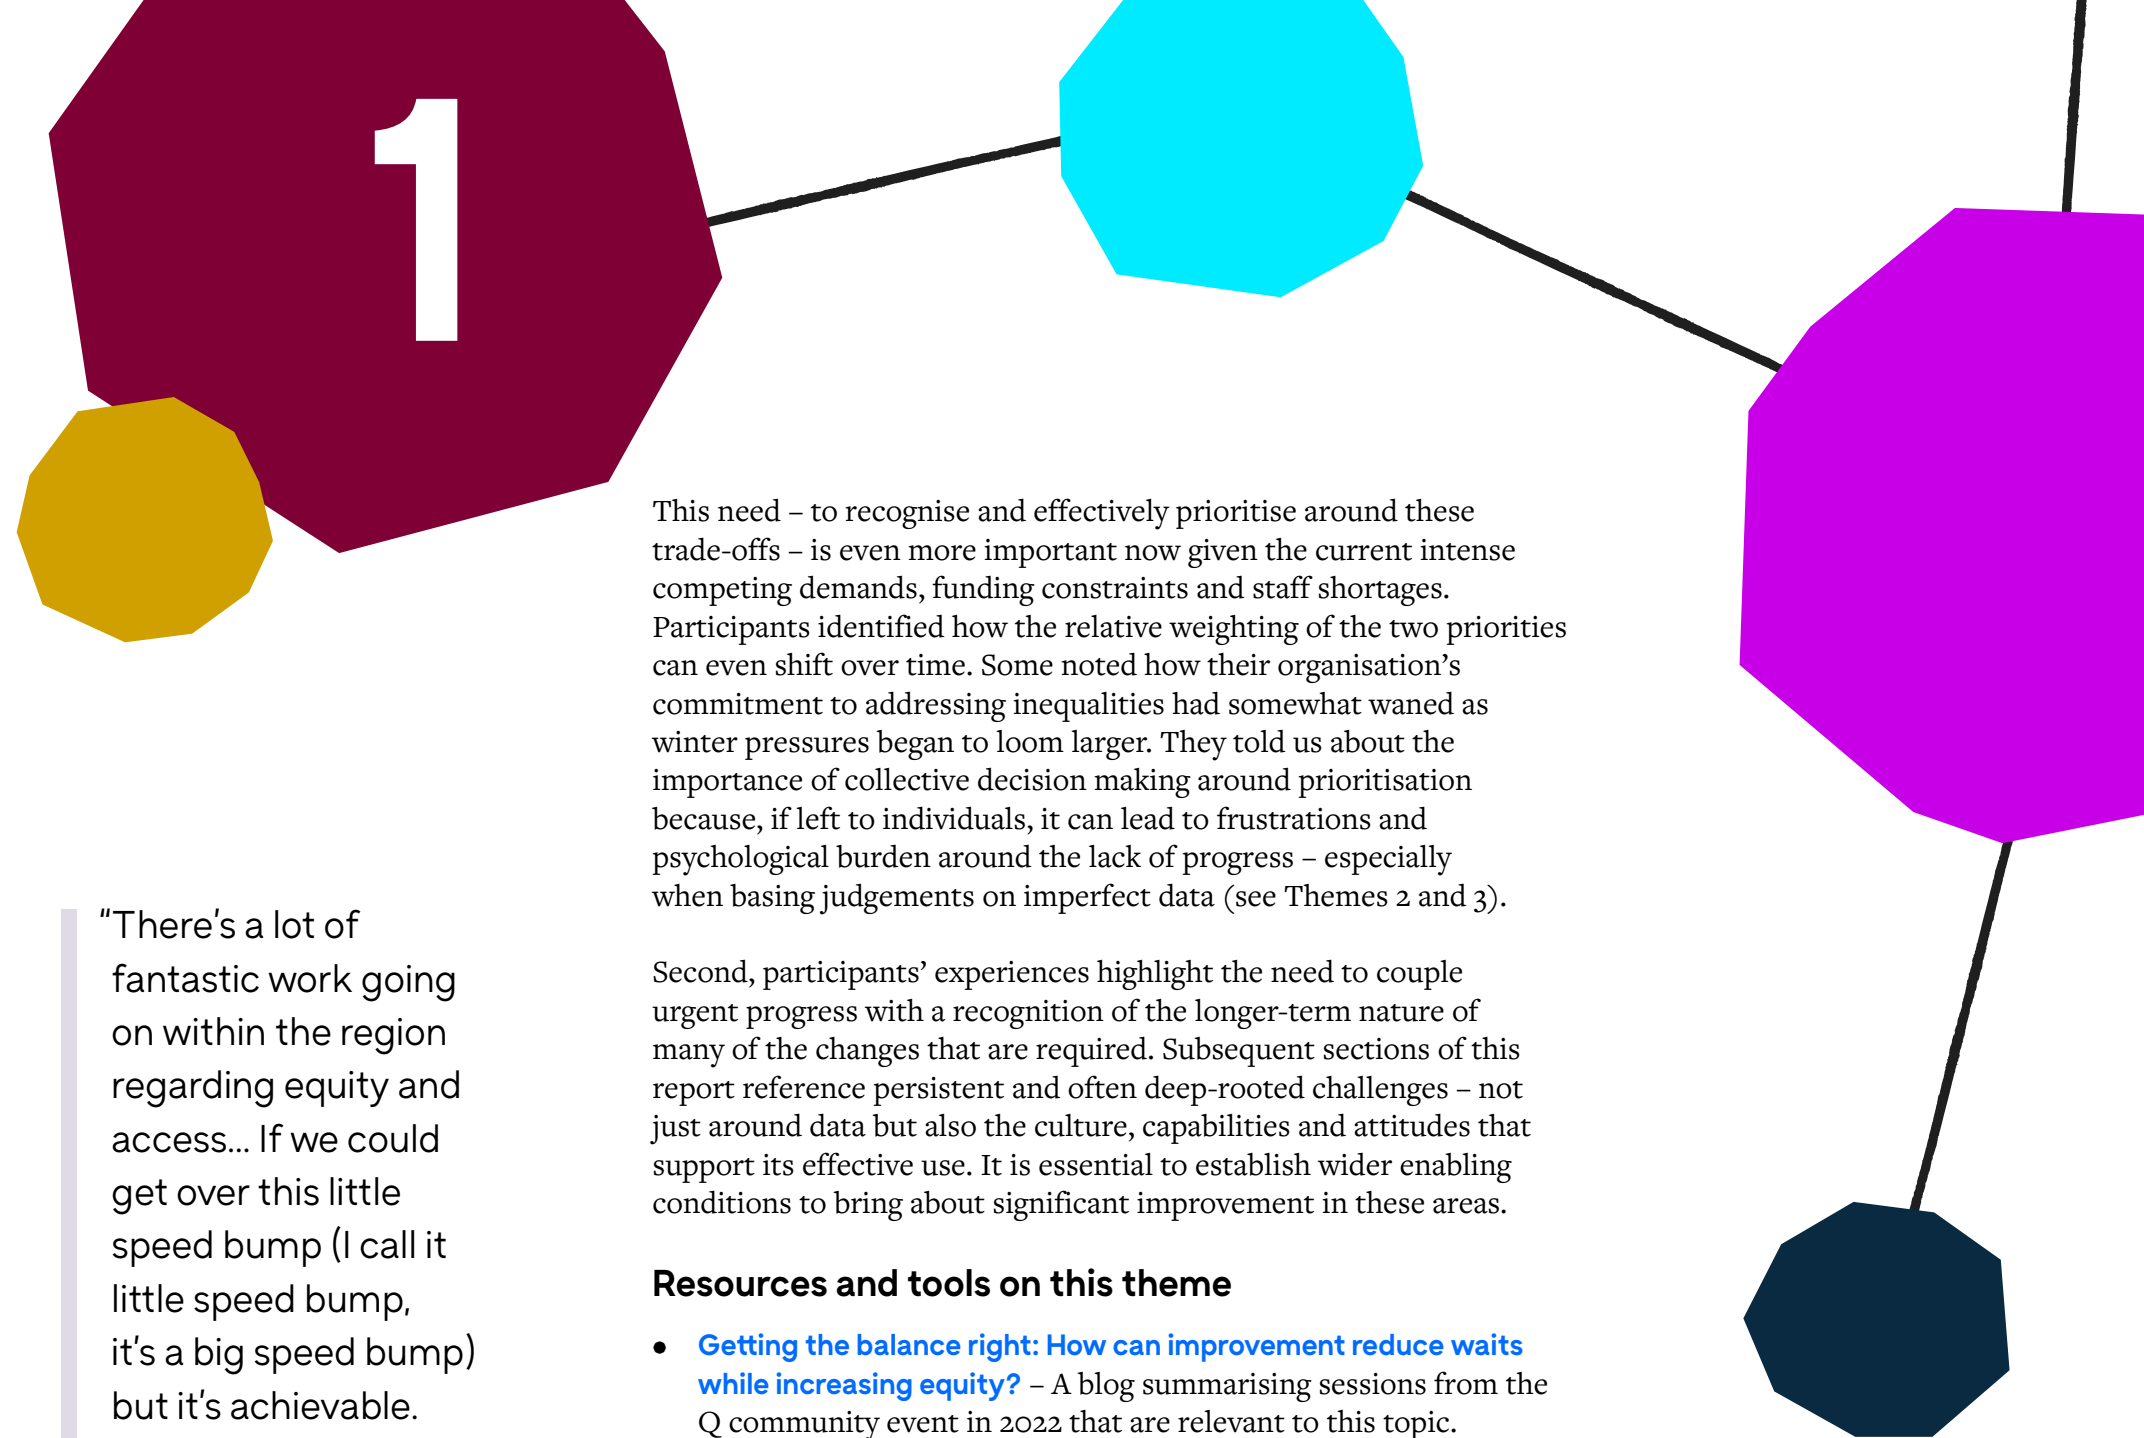 1
This need – to recognise and effectively prioritise around these
trade-offs – is even more important now given the current intense
competing demands, funding constraints and staff shortages.
Participants identified how the relative weighting of the two priorities
can even shift over time. Some noted how their organisation’s
commitment to addressing inequalities had somewhat waned as
winter pressures began to loom larger. They told us about the
importance of collective decision making around prioritisation
because, if left to individuals, it can lead to frustrations and
psychological burden around the lack of progress – especially
when basing judgements on imperfect data (see Themes 2 and 3).
Second, participants’ experiences highlight the need to couple
urgent progress with a recognition of the longer-term nature of
many of the changes that are required. Subsequent sections of this
report reference persistent and often deep-rooted challenges – not
just around data but also the culture, capabilities and attitudes that
support its effective use. It is essential to establish wider enabling
conditions to bring about significant improvement in these areas.
Resources and tools on this theme
● Getting the balance right: How can improvement reduce waits
while increasing equity? – A blog summarising sessions from the
Q community event in 2022 that are relevant to this topic.
“There’s a lot of
fantastic work going
on within the region
regarding equity and
access... If we could
get over this little
speed bump (I call it
little speed bump,
it’s a big speed bump)
but it’s achievable.